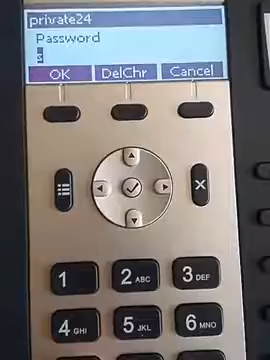 private24
Password
OK DelChr Cancel
1 2 ABC 3 DEF
4 GHI 5 JKL 6 MNO